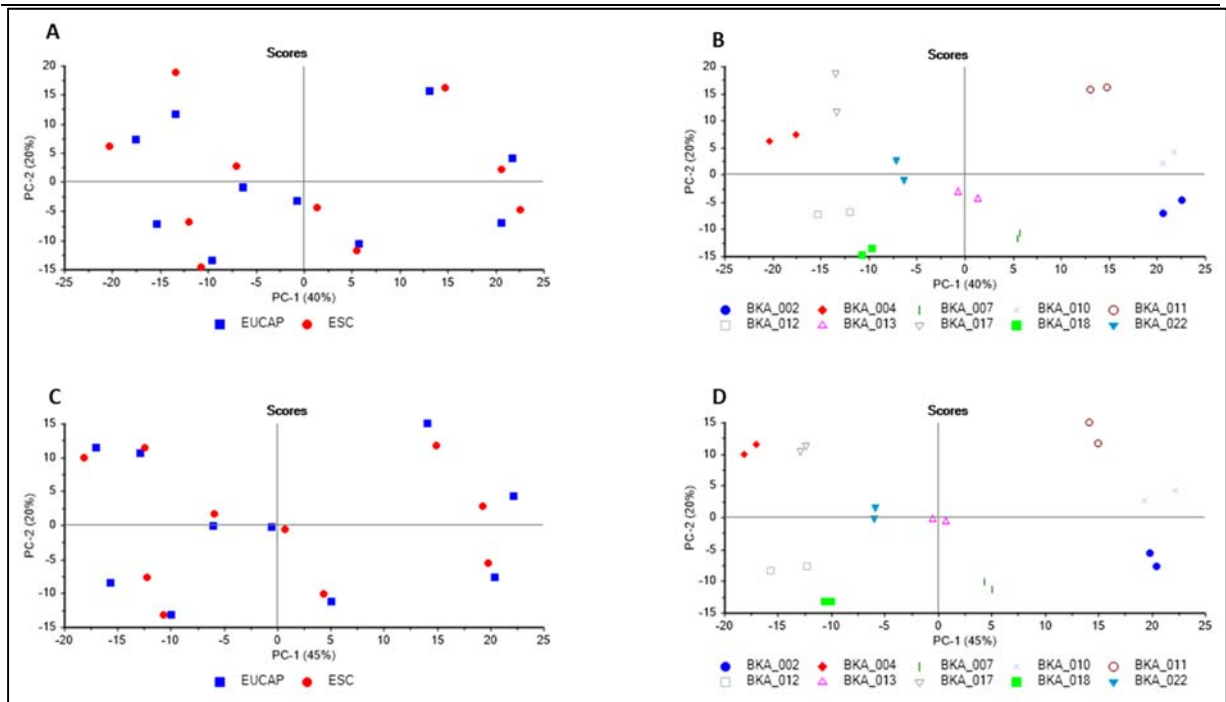 A
Scores
20
15
10
5
0
-5
-10
-15
PC-2 (20%)
-25 -20 -15 -10 -5 0 5 10 15 20 25
PC-1 (40%)
EUCAP ESC
B
Scores
20
15
10
5
0
-5
-10
-15
PC-2 (20%)
-25 -20 -15 -10 -5 0 5 10 15 20 25
PC-1 (40%)
BKA_002 BKA_004 BKA_007 BKA_010 BKA_011
BKA_012 BKA_013 BKA_017 BKA_018 BKA_022
C
Scores
15
10
5
0
-5
-10
-15
PC-2 (20%)
-20 -15 -10 -5 0 5 10 15 20 25
PC-1 (45%)
EUCAP ESC
D
Scores
15
10
5
0
-5
-10
-15
PC-2 (20%)
-20 -15 -10 -5 0 5 10 15 20 25
PC-1 (45%)
BKA_002 BKA_004 BKA_007 BKA_010 BKA_011
BKA_012 BKA_013 BKA_017 BKA_018 BKA_022